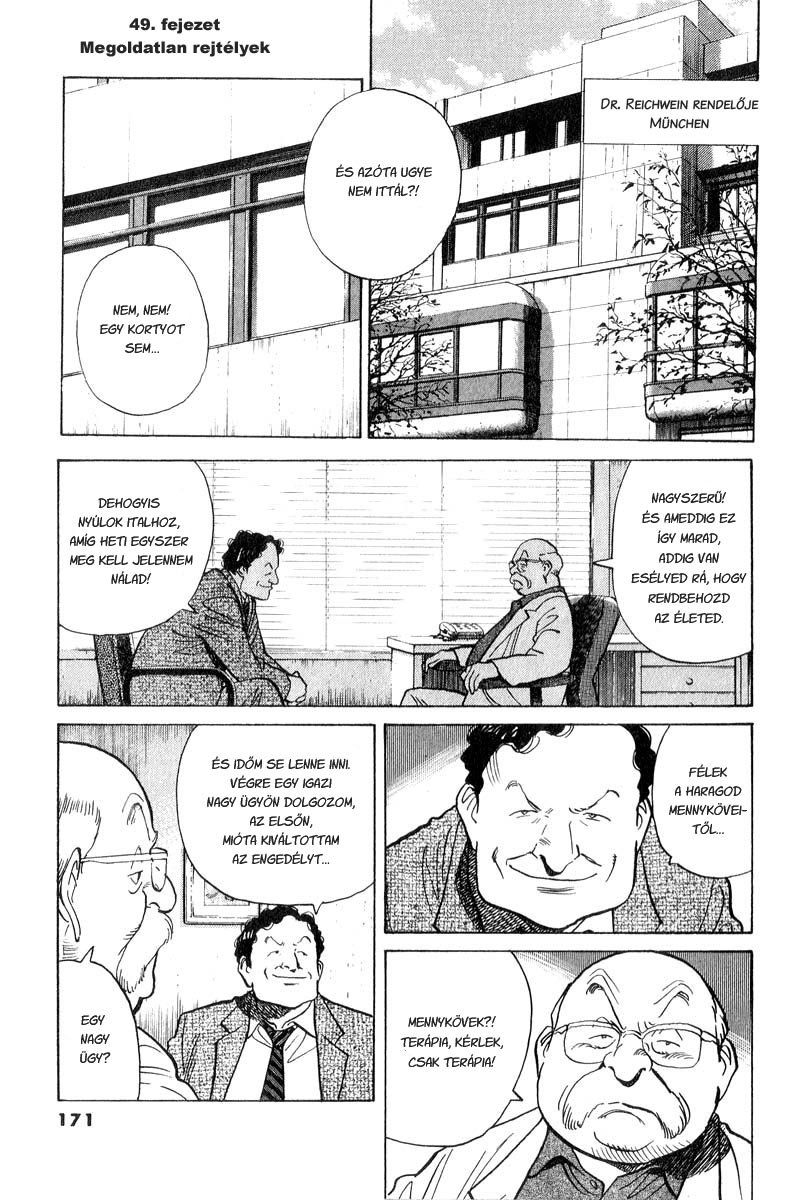 49. fejezet
Megoldatlan rejtélyek
DR. REICHWEIN RENDELŐJE
MÜNCHEN
ÉS AZÓTA UGYE
NEM ITTÁL?!
NEM, NEM!
EGY KORTYOT
SEM...
DEHOGYIS
NYÚLOK ITALHOZ,
AMÍG HETI EGYSZER
MEG KELL JELENNEM
NÁLAD!
NAGYSZERŰ!
ÉS AMEDDIG EZ
ÍGY MARAD,
ADDIG VAN
ESÉLYED RÁ, HOGY
RENDBEHOZD
AZ ÉLETED.
FÉLEK
A HARAGOD
MENNYKÖVEI-
TŐL...
MENNYKÖVEK?!
TERÁPIA, KÉRLEK,
CSAK TERÁPIA!
ÉS IDŐM SE LENNE INNI.
VÉGRE EGY IGAZI
NAGY ÜGYÖN DOLGOZOM,
AZ ELSŐN,
MIÓTA KIVÁLTOTTAM
AZ ENGEDÉLYT...
EGY
NAGY
ÜGY?
171